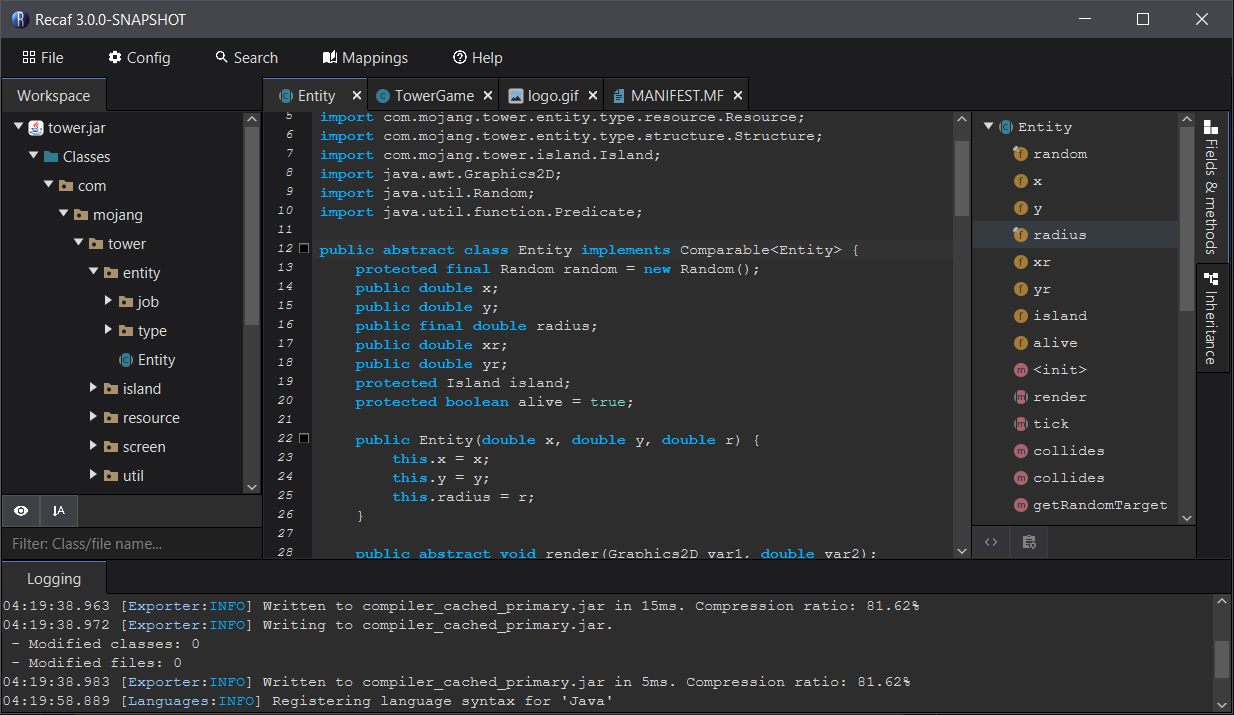 Recaf 3.0.0-SNAPSHOT
File Config Search Mappings Help
Workspace
tower.jar
Classes
com
mojang
tower
entity
job
type
Entity
island
resource
screen
util
Filter: Class/file name...
Entity TowerGame logo.gif MANIFEST.MF
5 import com.mojang.tower.entity.type.resource.Resource;
6 import com.mojang.tower.entity.type.structure.Structure;
7 import com.mojang.tower.island.Island;
8 import java.awt.Graphics2D;
9 import java.util.Random;
10 import java.util.function.Predicate;
11
12 public abstract class Entity implements Comparable<Entity> {
13 protected final Random random = new Random();
14 public double x;
15 public double y;
16 public final double radius;
17 public double xr;
18 public double yr;
19 protected Island island;
20 protected boolean alive = true;
21
22 public Entity(double x, double y, double r) {
23 this.x = x;
24 this.y = y;
25 this.radius = r;
26 }
27
28 public abstract void render(Graphics2D var1, double var2);
Entity
random
x
y
radius
xr
yr
island
alive
<init>
render
tick
collides
collides
getRandomTarget
Fields & methods
Inheritance
Logging
04:19:38.963 [Exporter:INFO] Written to compiler_cached_primary.jar in 15ms. Compression ratio: 81.62%
04:19:38.972 [Exporter:INFO] Writing to compiler_cached_primary.jar.
- Modified classes: 0
- Modified files: 0
04:19:38.983 [Exporter:INFO] Written to compiler_cached_primary.jar in 5ms. Compression ratio: 81.62%
04:19:58.889 [Languages:INFO] Registering language syntax for 'Java'